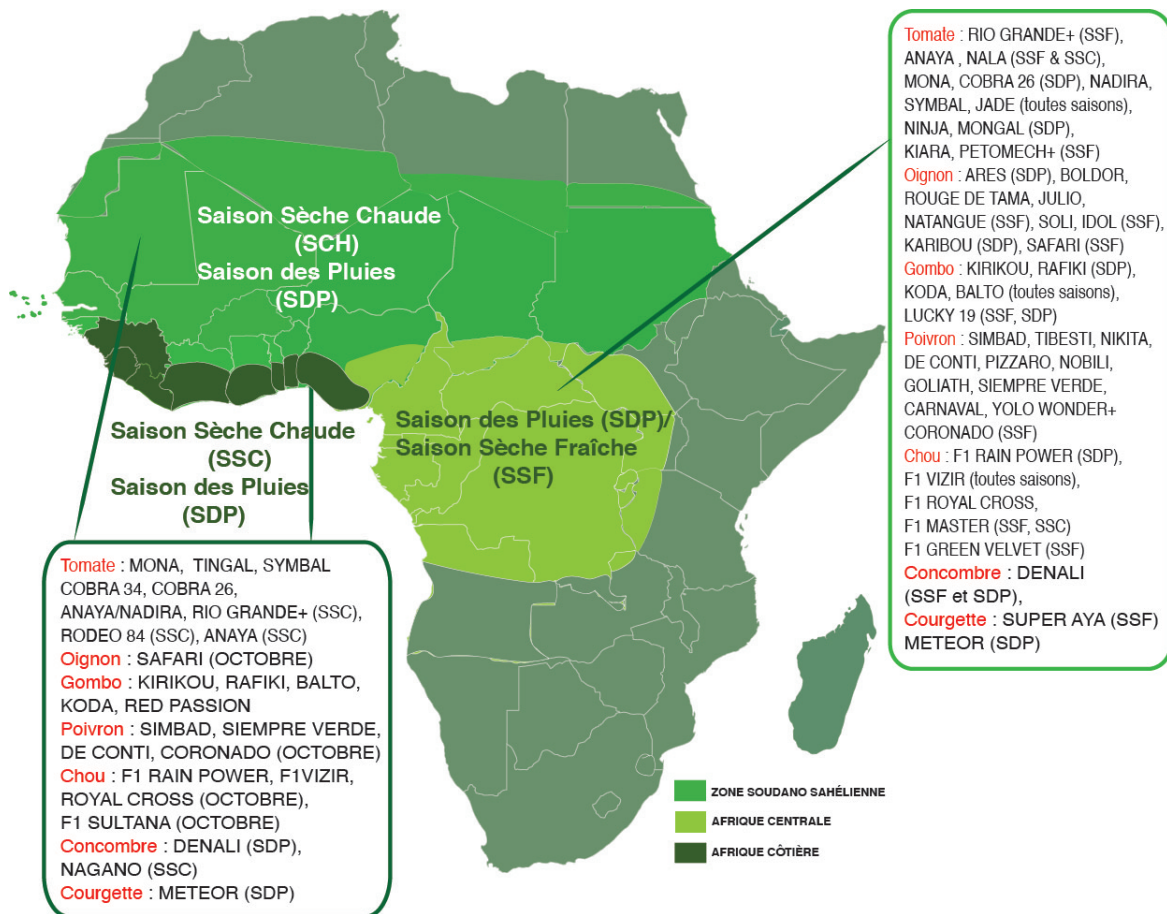 Saison Sèche Chaude
(SCH)
Saison des Pluies
(SDP)
Saison Sèche Chaude
(SSC)
Saison des Pluies
(SDP)
Saison des Pluies (SDP)/
Saison Sèche Fraîche
(SSF)
Tomate : RIO GRANDE+ (SSF),
ANAYA , NALA (SSF & SSC),
MONA, COBRA 26 (SDP), NADIRA,
SYMBAL, JADE (toutes saisons),
NINJA, MONGAL (SDP),
KIARA, PETOMECH+ (SSF)
Oignon : ARES (SDP), BOLDOR,
ROUGE DE TAMA, JULIO,
NATANGUE (SSF), SOLI, IDOL (SSF),
KARIBOU (SDP), SAFARI (SSF)
Gombo : KIRIKOU, RAFIKI (SDP),
KODA, BALTO (toutes saisons),
LUCKY 19 (SSF, SDP)
Poivron : SIMBAD, TIBESTI, NIKITA,
DE CONTI, PIZZARO, NOBILI,
GOLIATH, SIEMPRE VERDE,
CARNAVAL, YOLO WONDER+
CORONADO (SSF)
Chou : F1 RAIN POWER (SDP),
F1 VIZIR (toutes saisons),
F1 ROYAL CROSS,
F1 MASTER (SSF, SSC)
F1 GREEN VELVET (SSF)
Concombre : DENALI
(SSF et SDP),
Courgette : SUPER AYA (SSF)
METEOR (SDP)
Tomate : MONA, TINGAL, SYMBAL
COBRA 34, COBRA 26,
ANAYA/NADIRA, RIO GRANDE+ (SSC),
RODEO 84 (SSC), ANAYA (SSC)
Oignon : SAFARI (OCTOBRE)
Gombo : KIRIKOU, RAFIKI, BALTO,
KODA, RED PASSION
Poivron : SIMBAD, SIEMPRE VERDE,
DE CONTI, CORONADO (OCTOBRE)
Chou : F1 RAIN POWER, F1VIZIR,
ROYAL CROSS (OCTOBRE),
F1 SULTANA (OCTOBRE)
Concombre : DENALI (SDP),
NAGANO (SSC)
Courgette : METEOR (SDP)
ZONE SOUDANO SAHÉLIENNE
AFRIQUE CENTRALE
AFRIQUE CÔTIÈRE